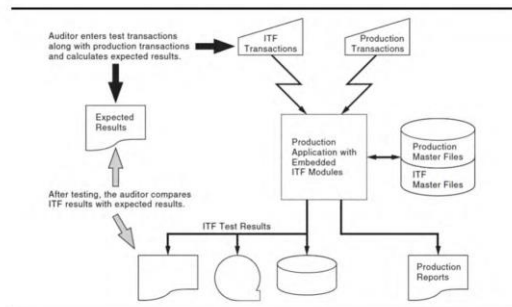 Auditor enters test transactions
along with production transactions
and calculates expected results.
ITF
Transactions
Production
Transactions
Expected
Results
Production
Application with
Embedded
ITF Modules
Production
Master Files
ITF
Master Files
After testing, the auditor compares
ITF results with expected results.
ITF Test Results
Production
Reports